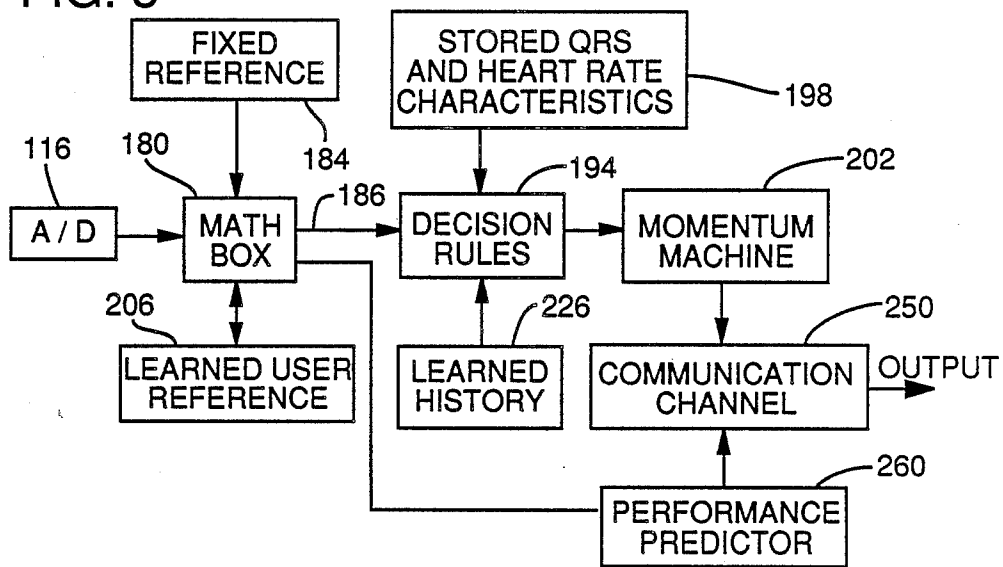 FIXED
REFERENCE
184
STORED QRS
AND HEART RATE
CHARACTERISTICS
198
116
A / D
180
MATH
BOX
186
194
DECISION
RULES
202
MOMENTUM
MACHINE
206
LEARNED USER
REFERENCE
226
LEARNED
HISTORY
250
COMMUNICATION
CHANNEL
OUTPUT
260
PERFORMANCE
PREDICTOR